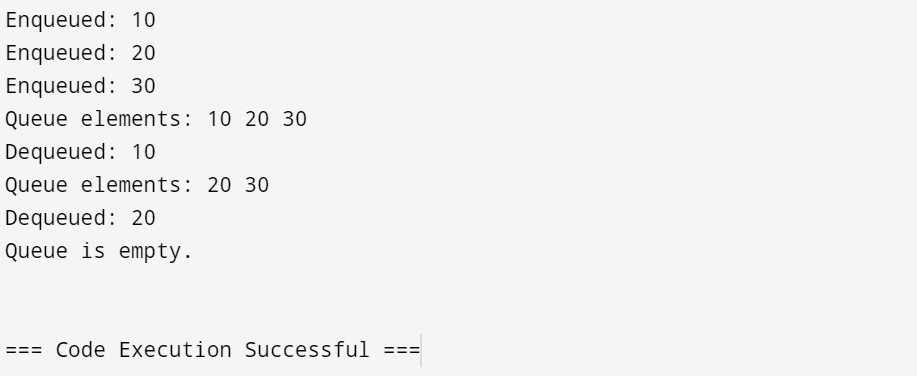 Enqueued: 10
Enqueued: 20
Enqueued: 30
Queue elements: 10 20 30
Dequeued: 10
Queue elements: 20 30
Dequeued: 20
Queue is empty.
=== Code Execution Successful ===